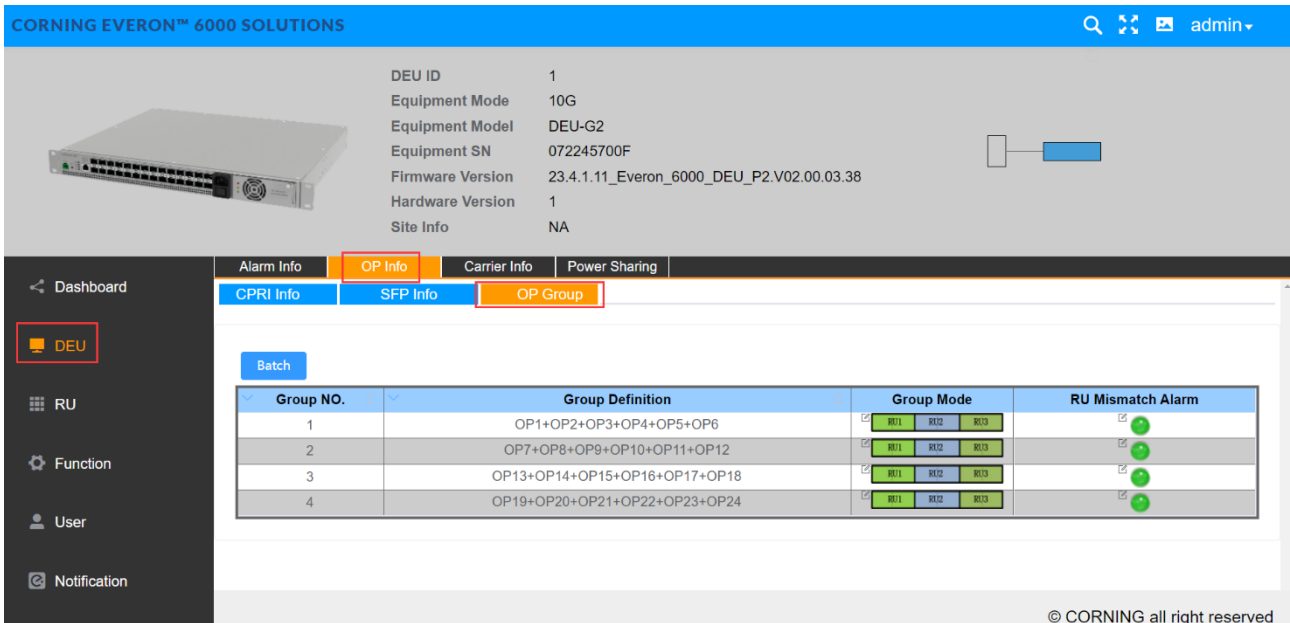 CORNING EVERON™ 6000 SOLUTIONS
admin
DEU ID 1
Equipment Mode 10G
Equipment Model DEU-G2
Equipment SN 072245700F
Firmware Version 23.4.1.11_Everon_6000_DEU_P2.V02.00.03.38
Hardware Version 1
Site Info NA
Alarm Info OP Info Carrier Info Power Sharing
Dashboard
CPRI Info SFP Info OP Group
DEU
Batch
RU
Group NO. Group Definition Group Mode RU Mismatch Alarm
1 OP1+OP2+OP3+OP4+OP5+OP6 RU1 RU2 RU3
2 OP7+OP8+OP9+OP10+OP11+OP12 RU1 RU2 RU3
Function
3 OP13+OP14+OP15+OP16+OP17+OP18 RU1 RU2 RU3
4 OP19+OP20+OP21+OP22+OP23+OP24 RU1 RU2 RU3
User
Notification
© CORNING all right reserved